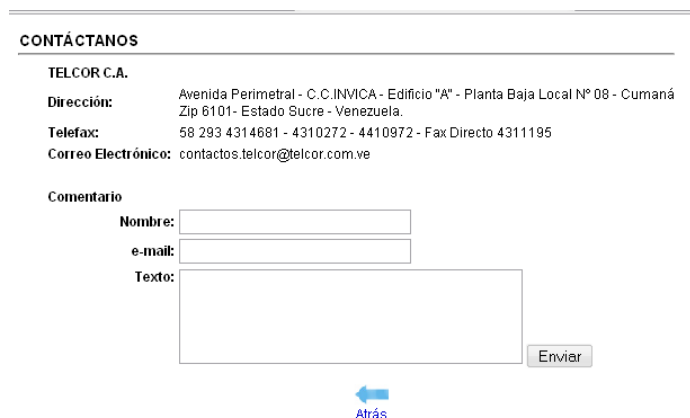 CONTÁCTANOS
TELCOR C.A.
Dirección: Avenida Perimetral - C.C.INVICA - Edificio "A" - Planta Baja Local Nº 08 - Cumaná
Zip 6101- Estado Sucre - Venezuela.
Telefax: 58 293 4314681 - 4310272 - 4410972 - Fax Directo 4311195
Correo Electrónico: contactos.telcor@telcor.com.ve
Comentario
Nombre:
e-mail:
Texto:
Enviar
Atrás